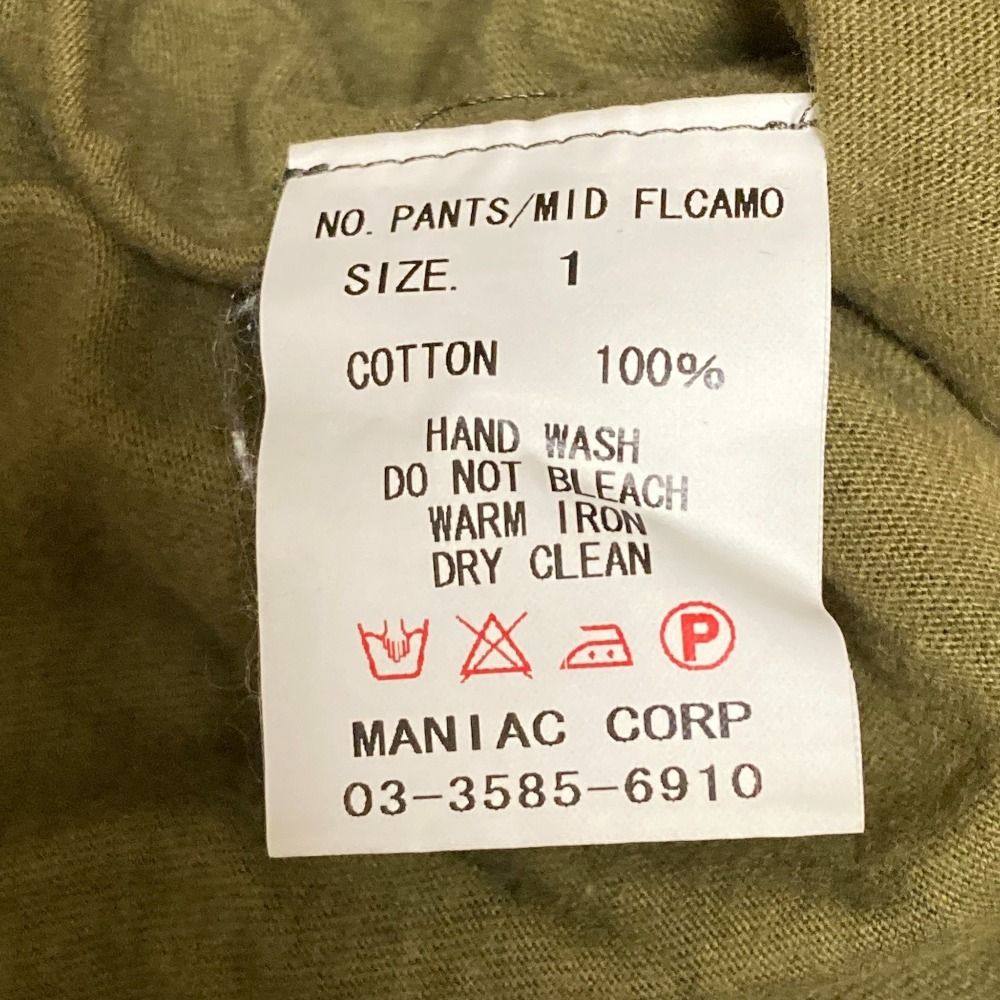 NO. PANTS/MID FLCAMO
SIZE. 1
COTTON 100%
HAND WASH
DO NOT BLEACH
WARM IRON
DRY CLEAN
P
MANIAC CORP
03-3585-6910